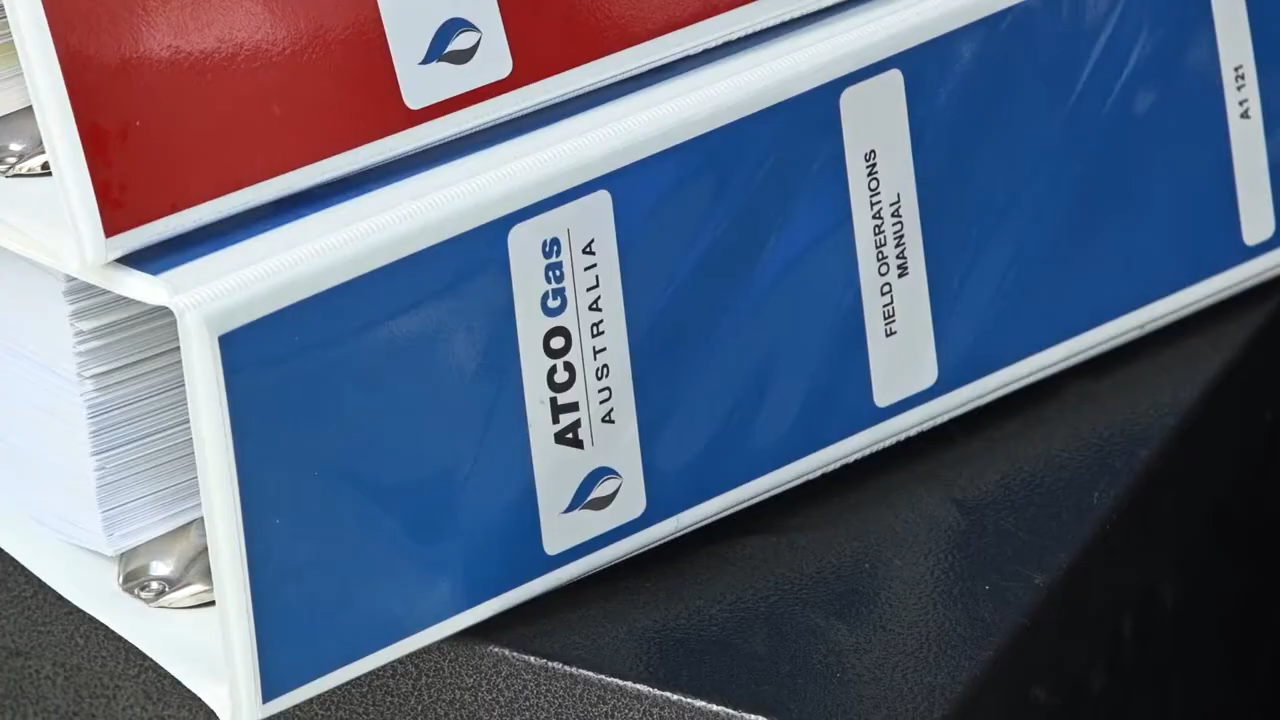 ATCO Gas
AUSTRALIA
FIELD OPERATIONS
MANUAL
A1 121